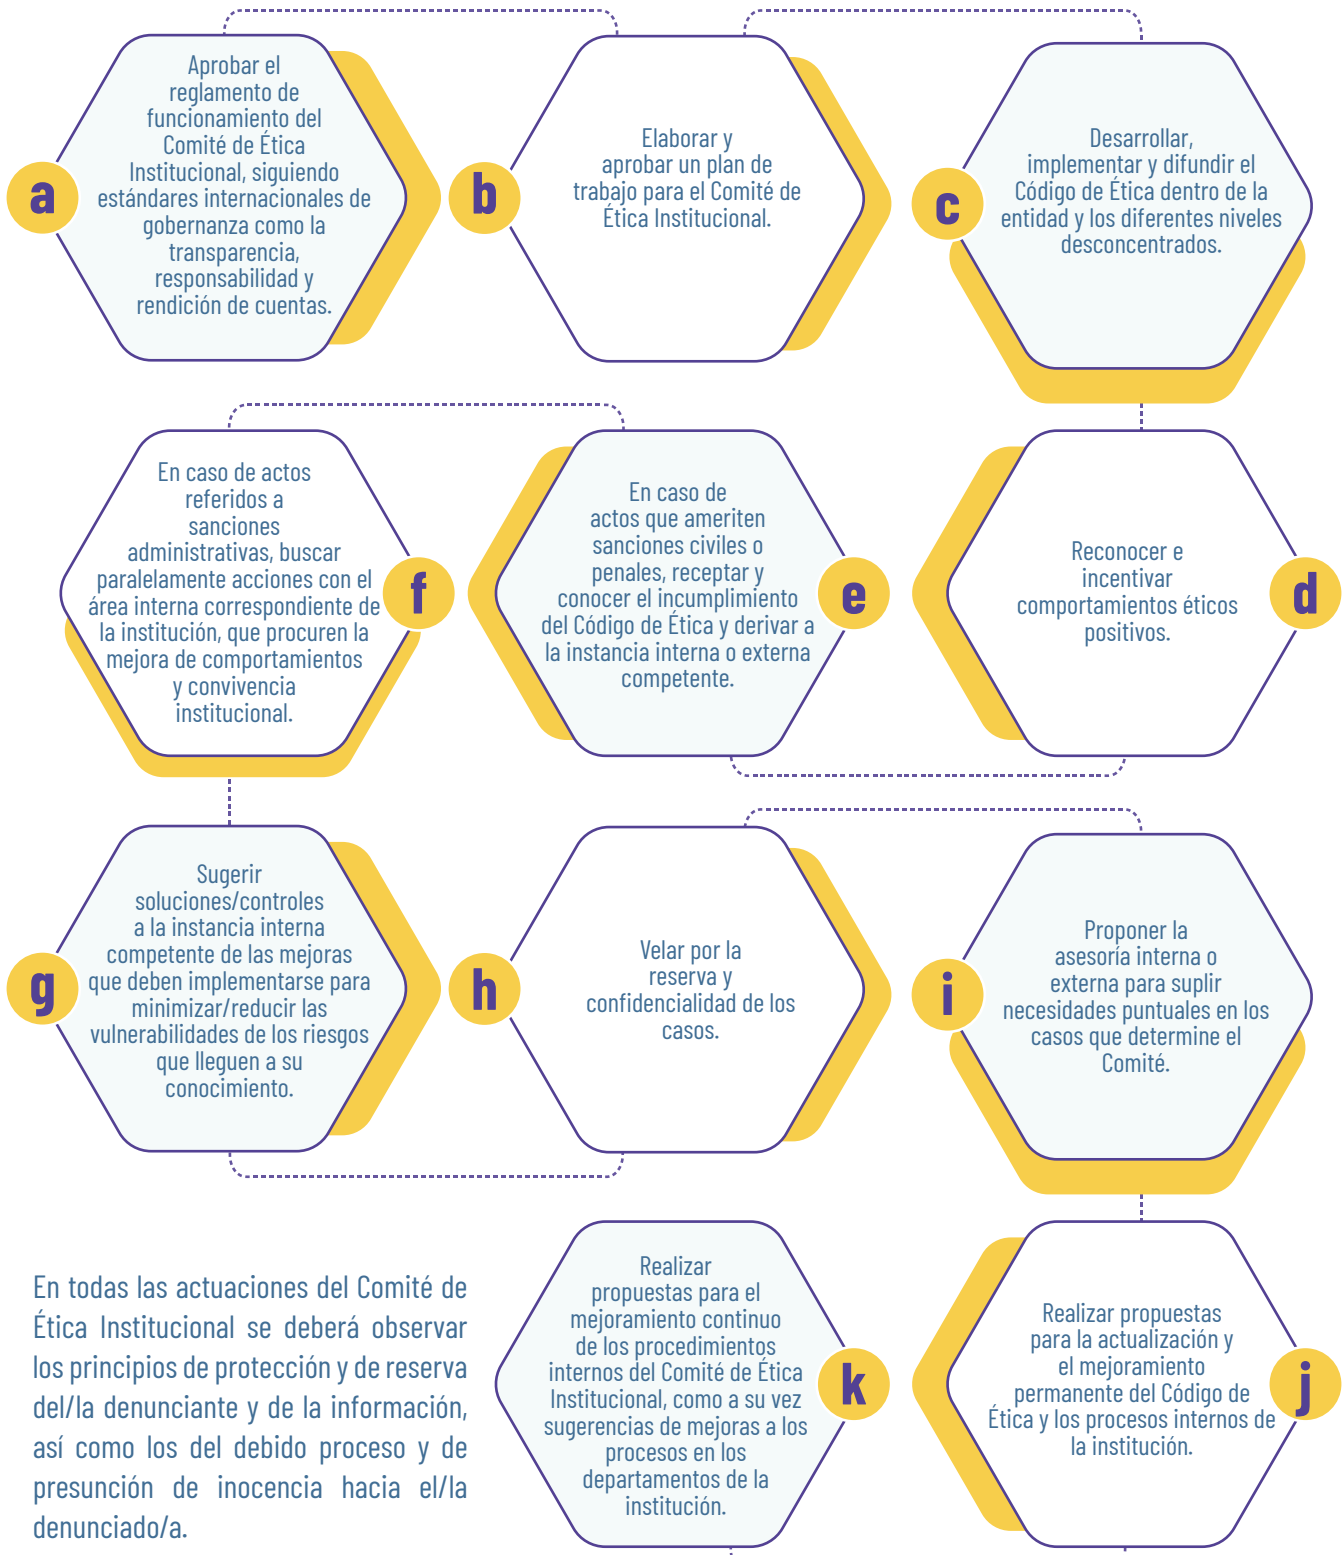 a
Aprobar el
reglamento de
funcionamiento del
Comité de Ética
Institucional, siguiendo
estándares internacionales de
gobernanza como la
transparencia,
responsabilidad y
rendición de cuentas.
b
Elaborar y
aprobar un plan de
trabajo para el Comité de
Ética Institucional.
c
Desarrollar,
implementar y difundir el
Código de Ética dentro de la
entidad y los diferentes niveles
desconcentrados.
d
Reconocer e
incentivar
comportamientos éticos
positivos.
e
En caso de
actos que ameriten
sanciones civiles o
penales, receptar y
conocer el incumplimiento
del Código de Ética y derivar a
la instancia interna o externa
competente.
f
En caso de actos
referidos a
sanciones
administrativas, buscar
paralelamente acciones con el
área interna correspondiente de
la institución, que procuren la
mejora de comportamientos
y convivencia
institucional.
g
Sugerir
soluciones/controles
a la instancia interna
competente de las mejoras
que deben implementarse para
minimizar/reducir las
vulnerabilidades de los riesgos
que lleguen a su
conocimiento.
h
Velar por la
reserva y
confidencialidad de los
casos.
i
Proponer la
asesoría interna o
externa para suplir
necesidades puntuales en los
casos que determine el
Comité.
j
Realizar propuestas
para la actualización y
el mejoramiento
permanente del Código de
Ética y los procesos internos de
la institución.
k
Realizar
propuestas para el
mejoramiento continuo
de los procedimientos
internos del Comité de Ética
Institucional, como a su vez
sugerencias de mejoras a los
procesos en los
departamentos de la
institución.
En todas las actuaciones del Comité de
Ética Institucional se deberá observar
los principios de protección y de reserva
del/la denunciante y de la información,
así como los del debido proceso y de
presunción de inocencia hacia el/la
denunciado/a.